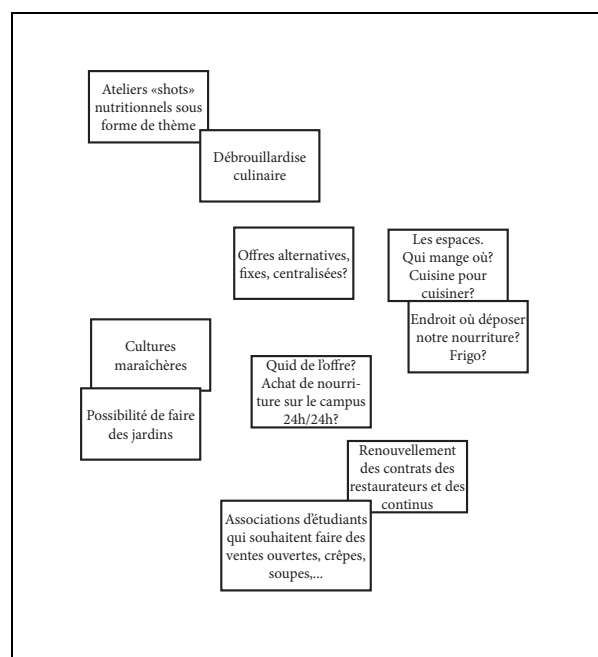 Ateliers «shots»
nutritionnels sous
forme de thème
Débrouillardise
culinaire
Offres alternatives,
fixes, centralisées?
Les espaces.
Qui mange où?
Cuisine pour
cuisiner?
Endroit où déposer
notre nourriture?
Frigo?
Cultures
maraîchères
Possibilité de faire
des jardins
Quid de l'offre?
Achat de nourri-
ture sur le campus
24h/24h?
Renouvellement
des contrats des
restaurateurs et des
continus
Associations d'étudiants
qui souhaitent faire des
ventes ouvertes, crêpes,
soupes,...